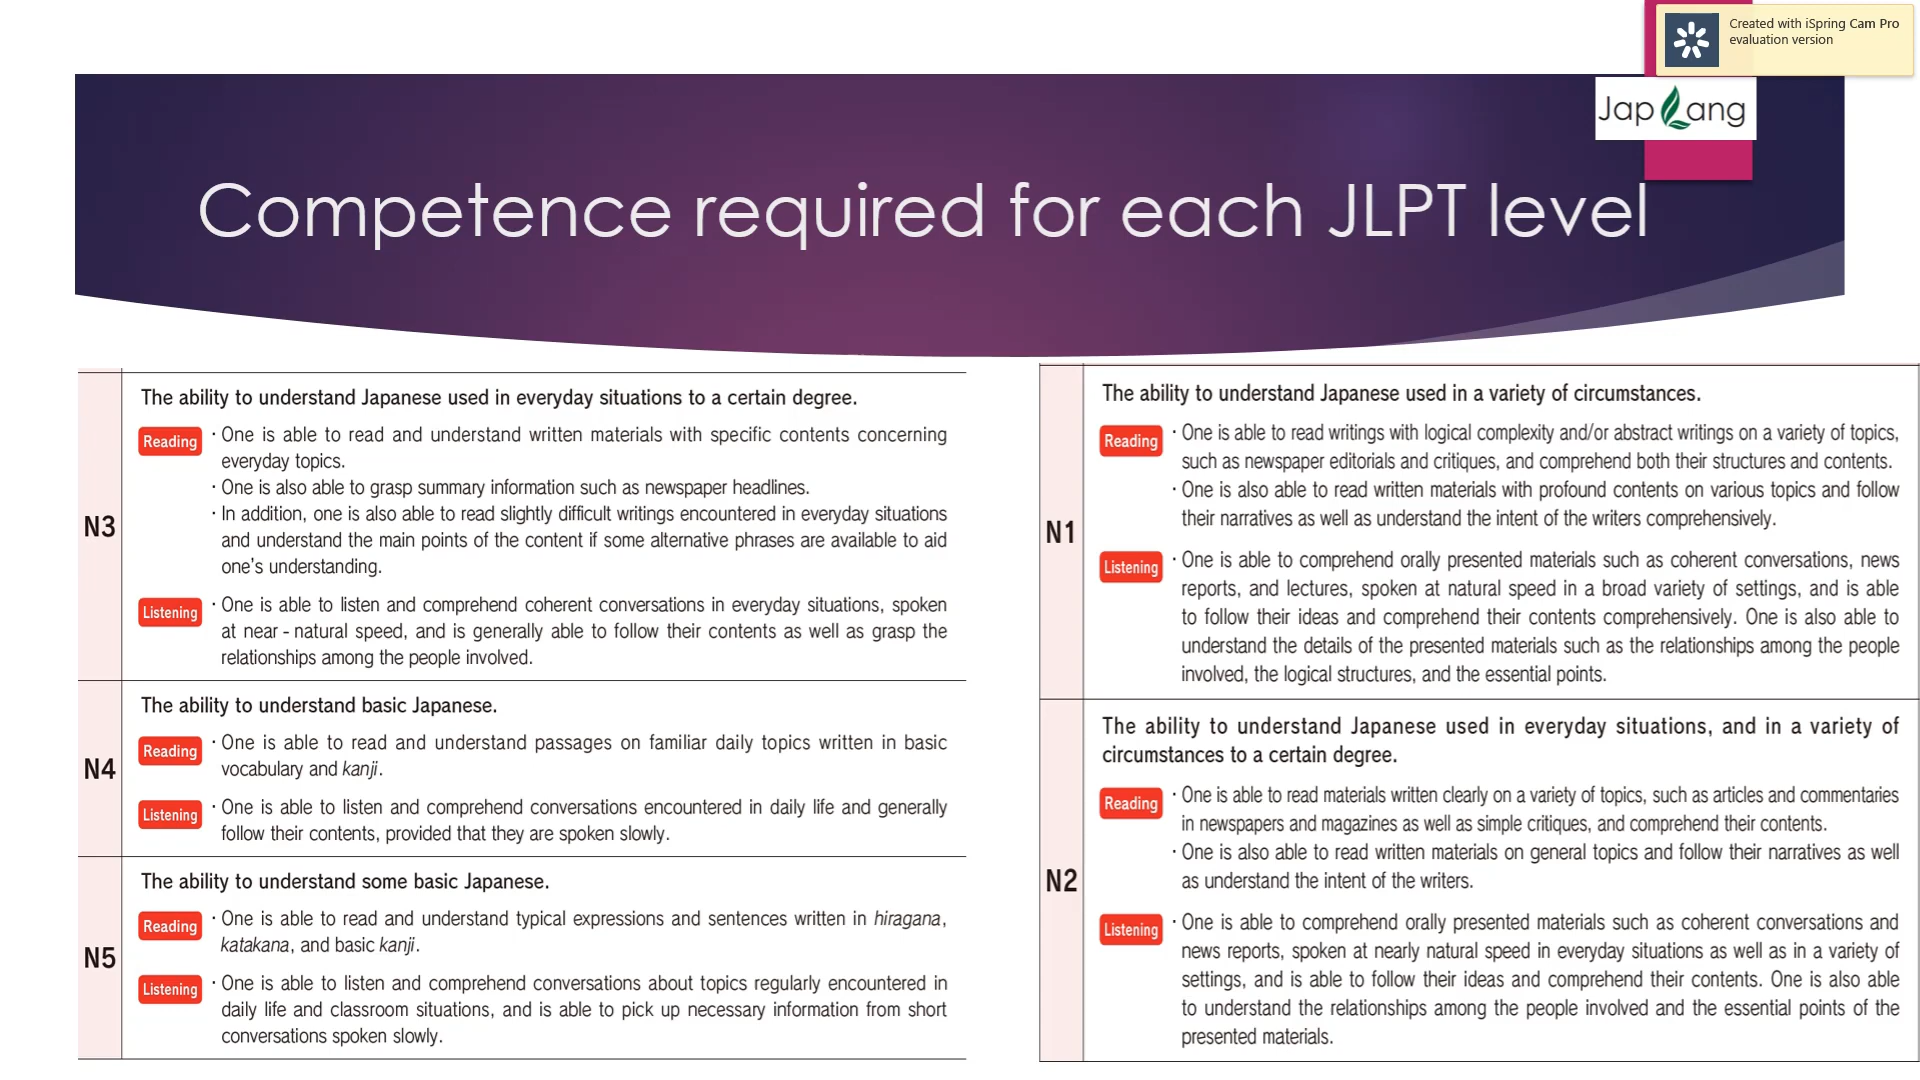 Created with iSpring Cam Pro
evaluation version
Jap Lang
Competence required for each JLPT level
N3
The ability to understand Japanese used in everyday situations to a certain degree.
Reading
· One is able to read and understand written materials with specific contents concerning
everyday topics.
· One is also able to grasp summary information such as newspaper headlines.
· In addition, one is also able to read slightly difficult writings encountered in everyday situations
and understand the main points of the content if some alternative phrases are available to aid
one's understanding.
Listening
· One is able to listen and comprehend coherent conversations in everyday situations, spoken
at near - natural speed, and is generally able to follow their contents as well as grasp the
relationships among the people involved.
N4
The ability to understand basic Japanese.
Reading
· One is able to read and understand passages on familiar daily topics written in basic
vocabulary and kanji.
Listening
· One is able to listen and comprehend conversations encountered in daily life and generally
follow their contents, provided that they are spoken slowly.
N5
The ability to understand some basic Japanese.
Reading
· One is able to read and understand typical expressions and sentences written in hiragana,
katakana, and basic kanji.
Listening
· One is able to listen and comprehend conversations about topics regularly encountered in
daily life and classroom situations, and is able to pick up necessary information from short
conversations spoken slowly.
N1
The ability to understand Japanese used in a variety of circumstances.
Reading
· One is able to read writings with logical complexity and/or abstract writings on a variety of topics,
such as newspaper editorials and critiques, and comprehend both their structures and contents.
· One is also able to read written materials with profound contents on various topics and follow
their narratives as well as understand the intent of the writers comprehensively.
Listening
· One is able to comprehend orally presented materials such as coherent conversations, news
reports, and lectures, spoken at natural speed in a broad variety of settings, and is able
to follow their ideas and comprehend their contents comprehensively. One is also able to
understand the details of the presented materials such as the relationships among the people
involved, the logical structures, and the essential points.
N2
The ability to understand Japanese used in everyday situations, and in a variety of
circumstances to a certain degree.
Reading
· One is able to read materials written clearly on a variety of topics, such as articles and commentaries
in newspapers and magazines as well as simple critiques, and comprehend their contents.
· One is also able to read written materials on general topics and follow their narratives as well
as understand the intent of the writers.
Listening
· One is able to comprehend orally presented materials such as coherent conversations and
news reports, spoken at nearly natural speed in everyday situations as well as in a variety of
settings, and is able to follow their ideas and comprehend their contents. One is also able
to understand the relationships among the people involved and the essential points of the
presented materials.